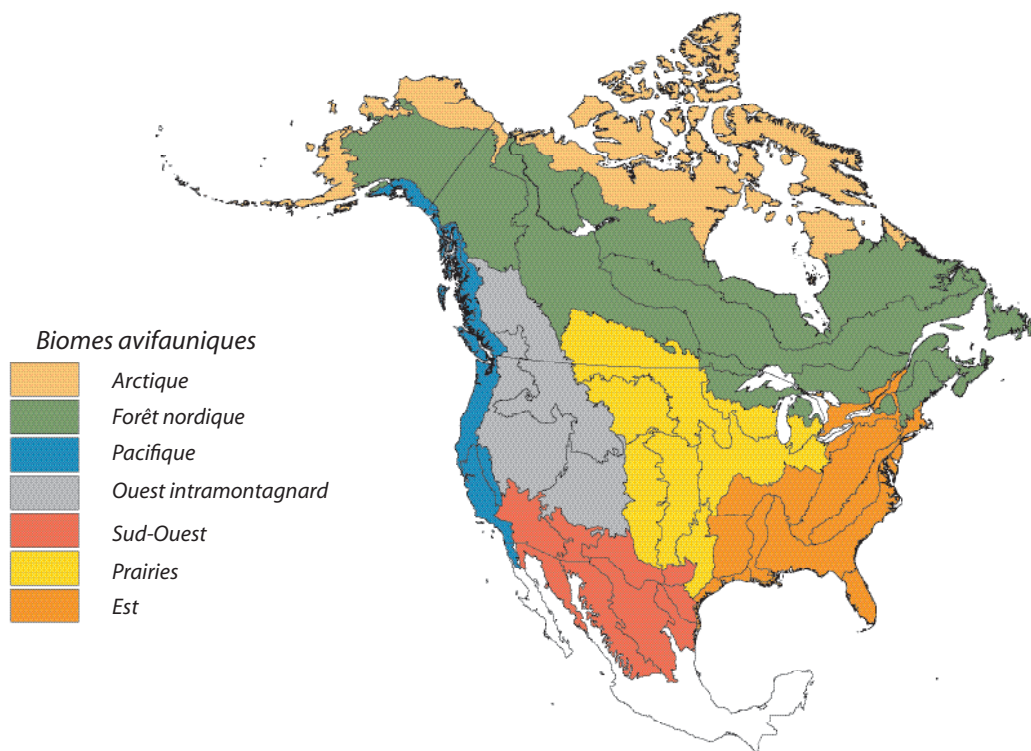 Biomes avifauniques
Arctique
Forêt nordique
Pacifique
Ouest intramontagnard
Sud-Ouest
Prairies
Est